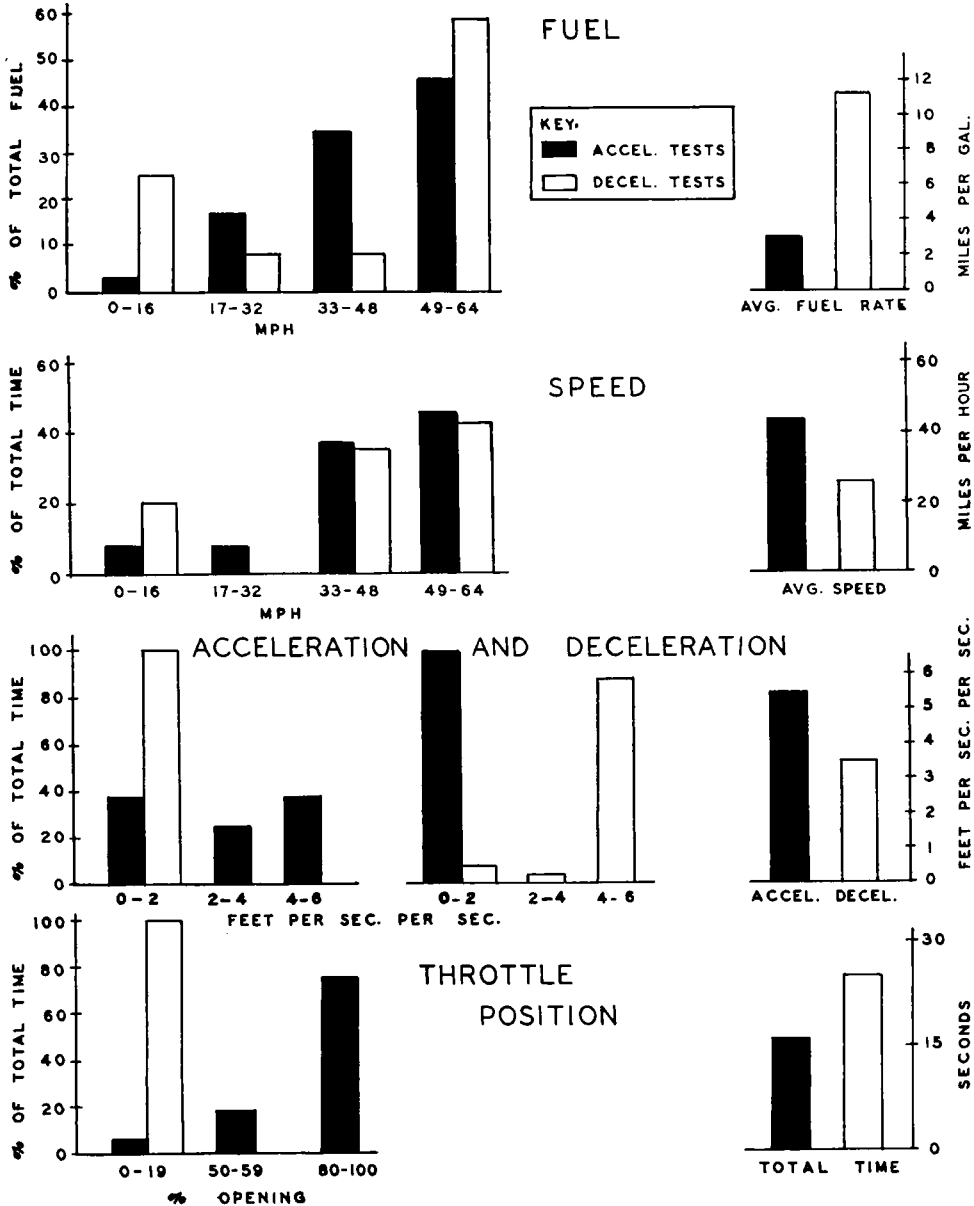 FUEL
% OF TOTAL FUEL
60
50
40
30
20
10
0
0-16 17-32 33-48 49-64
MPH
KEY:
ACCEL. TESTS
DECEL. TESTS
12
10
8
6
4
2
0
MILES PER GAL.
AVG. FUEL RATE
SPEED
% OF TOTAL TIME
60
40
20
0
0-16 17-32 33-48 49-64
MPH
60
40
20
0
MILES PER HOUR
AVG. SPEED
ACCELERATION AND DECELERATION
% OF TOTAL TIME
100
80
60
40
20
0
0-2 2-4 4-6 0-2 2-4 4-6
FEET PER SEC. PER SEC.
6
5
4
3
2
1
0
FEET PER SEC. PER SEC.
ACCEL. DECEL.
THROTTLE
POSITION
% OF TOTAL TIME
100
80
60
40
20
0
0-19 50-59 80-100
% OPENING
30
15
0
SECONDS
TOTAL TIME